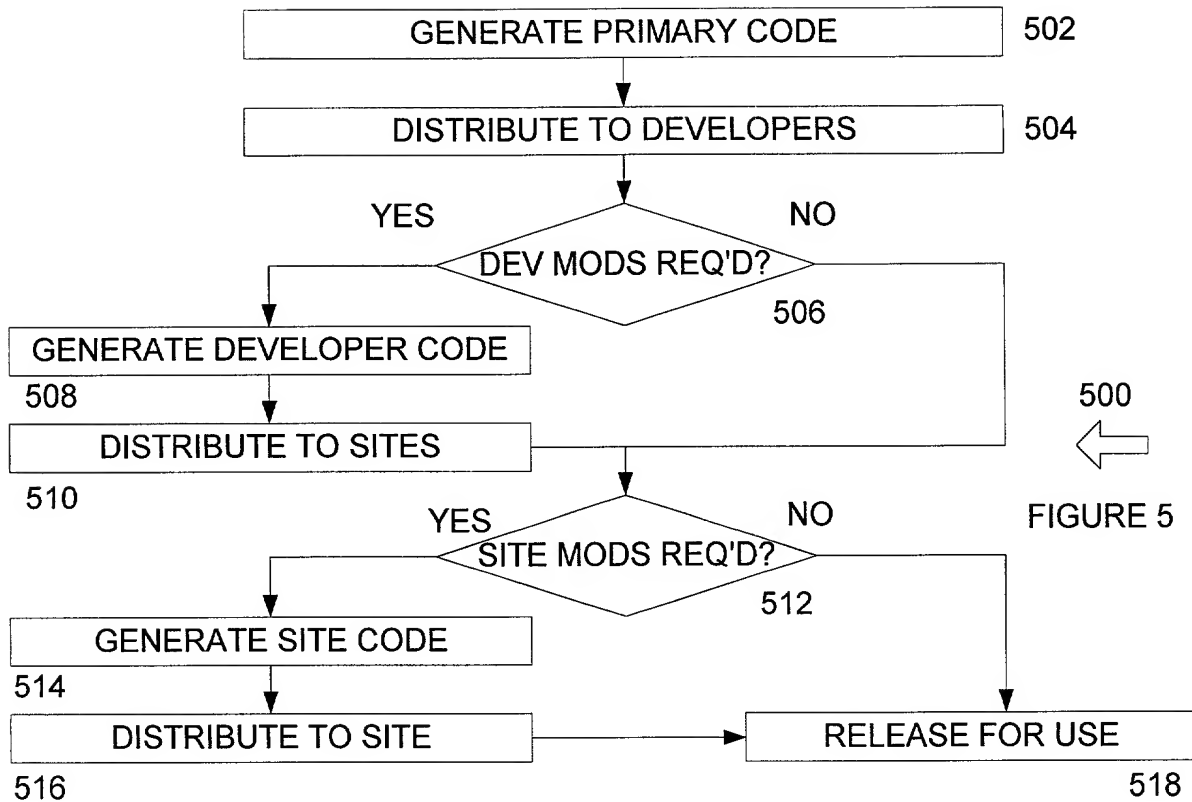 GENERATE PRIMARY CODE
502
DISTRIBUTE TO DEVELOPERS
504
YES
NO
DEV MODS REQ'D?
506
GENERATE DEVELOPER CODE
508
500
DISTRIBUTE TO SITES
510
FIGURE 5
YES
NO
SITE MODS REQ'D?
512
GENERATE SITE CODE
514
DISTRIBUTE TO SITE
516
RELEASE FOR USE
518